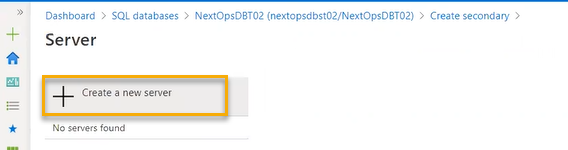 Dashboard > SQL databases > NextOpsDBT02 (nextopsdbst02/NextOpsDBT02) > Create secondary >
Server
Create a new server
No servers found